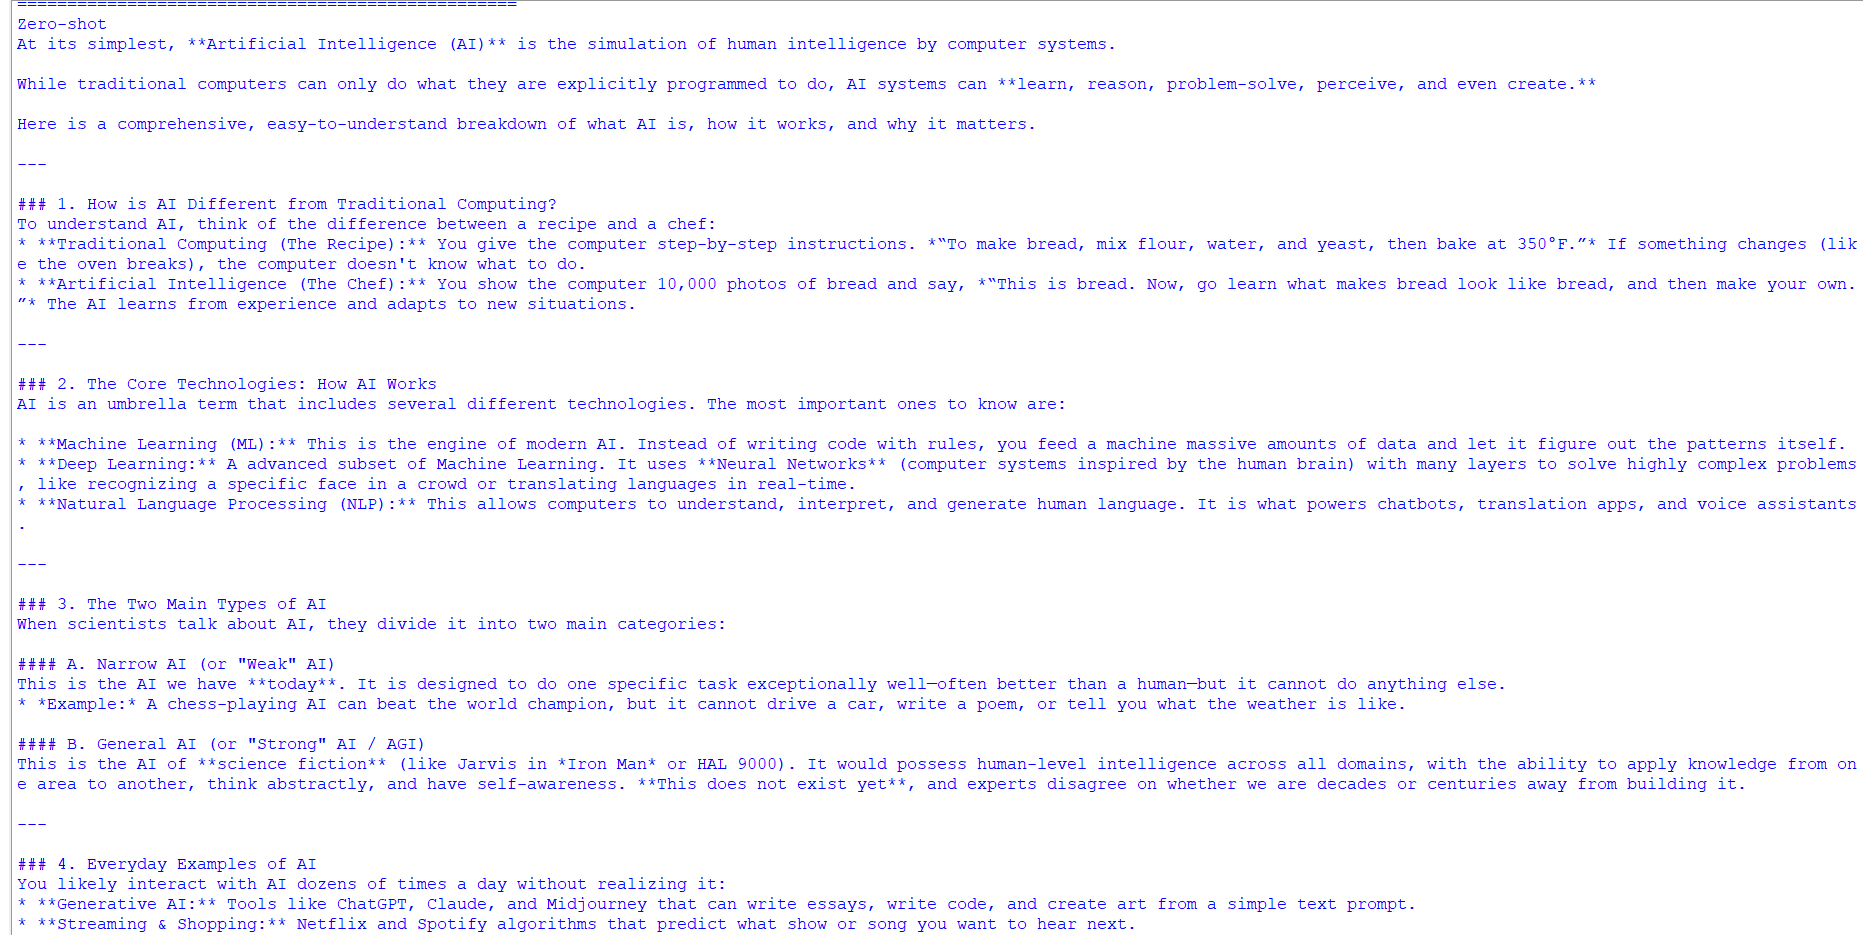 ==================================================
Zero-shot
At its simplest, **Artificial Intelligence (AI)** is the simulation of human intelligence by computer systems.
While traditional computers can only do what they are explicitly programmed to do, AI systems can **learn, reason, problem-solve, perceive, and even create.**
Here is a comprehensive, easy-to-understand breakdown of what AI is, how it works, and why it matters.
---
### 1. How is AI Different from Traditional Computing?
To understand AI, think of the difference between a recipe and a chef:
* **Traditional Computing (The Recipe):** You give the computer step-by-step instructions. *“To make bread, mix flour, water, and yeast, then bake at 350°F.”* If something changes (lik
e the oven breaks), the computer doesn't know what to do.
* **Artificial Intelligence (The Chef):** You show the computer 10,000 photos of bread and say, *“This is bread. Now, go learn what makes bread look like bread, and then make your own.
”* The AI learns from experience and adapts to new situations.
---
### 2. The Core Technologies: How AI Works
AI is an umbrella term that includes several different technologies. The most important ones to know are:
* **Machine Learning (ML):** This is the engine of modern AI. Instead of writing code with rules, you feed a machine massive amounts of data and let it figure out the patterns itself.
* **Deep Learning:** A advanced subset of Machine Learning. It uses **Neural Networks** (computer systems inspired by the human brain) with many layers to solve highly complex problems
, like recognizing a specific face in a crowd or translating languages in real-time.
* **Natural Language Processing (NLP):** This allows computers to understand, interpret, and generate human language. It is what powers chatbots, translation apps, and voice assistants
.
---
### 3. The Two Main Types of AI
When scientists talk about AI, they divide it into two main categories:
#### A. Narrow AI (or "Weak" AI)
This is the AI we have **today**. It is designed to do one specific task exceptionally well—often better than a human—but it cannot do anything else.
* *Example:* A chess-playing AI can beat the world champion, but it cannot drive a car, write a poem, or tell you what the weather is like.
#### B. General AI (or "Strong" AI / AGI)
This is the AI of **science fiction** (like Jarvis in *Iron Man* or HAL 9000). It would possess human-level intelligence across all domains, with the ability to apply knowledge from on
e area to another, think abstractly, and have self-awareness. **This does not exist yet**, and experts disagree on whether we are decades or centuries away from building it.
---
### 4. Everyday Examples of AI
You likely interact with AI dozens of times a day without realizing it:
* **Generative AI:** Tools like ChatGPT, Claude, and Midjourney that can write essays, write code, and create art from a simple text prompt.
* **Streaming & Shopping:** Netflix and Spotify algorithms that predict what show or song you want to hear next.